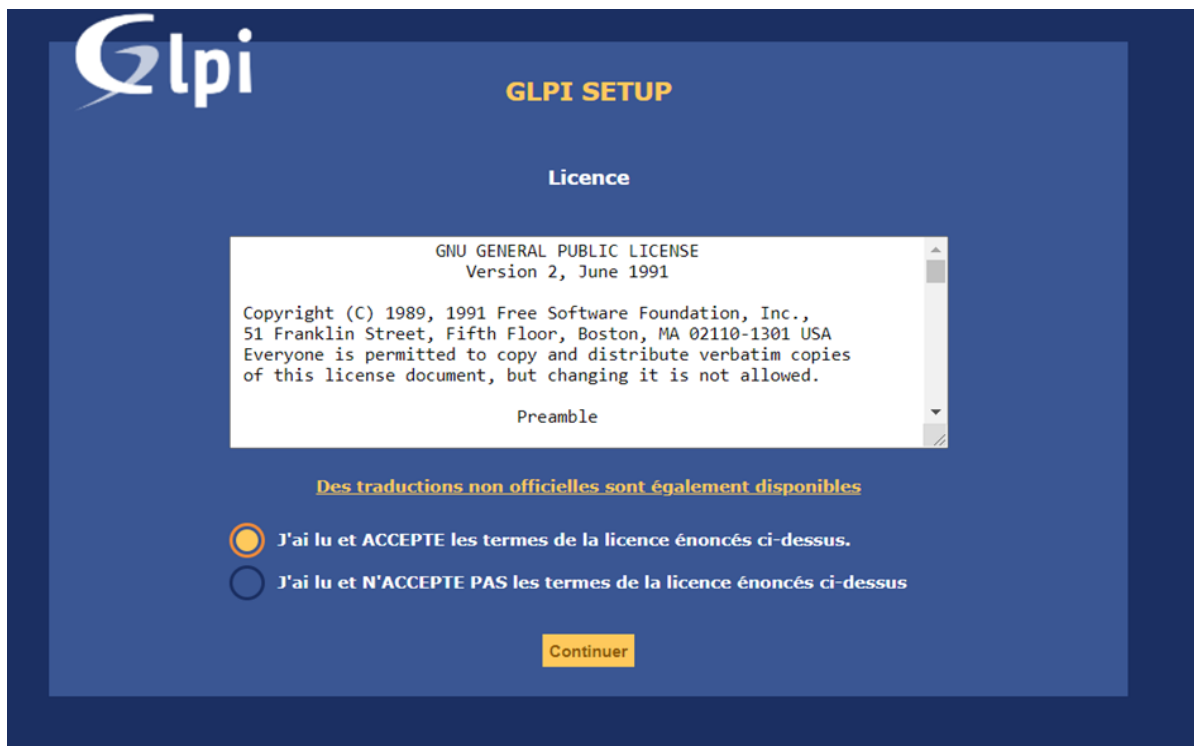 Glpi
GLPI SETUP
Licence
GNU GENERAL PUBLIC LICENSE
Version 2, June 1991
Copyright (C) 1989, 1991 Free Software Foundation, Inc.,
51 Franklin Street, Fifth Floor, Boston, MA 02110-1301 USA
Everyone is permitted to copy and distribute verbatim copies
of this license document, but changing it is not allowed.
Preamble
Des traductions non officielles sont également disponibles
J'ai lu et ACCEPTE les termes de la licence énoncés ci-dessus.
J'ai lu et N'ACCEPTE PAS les termes de la licence énoncés ci-dessus
Continuer